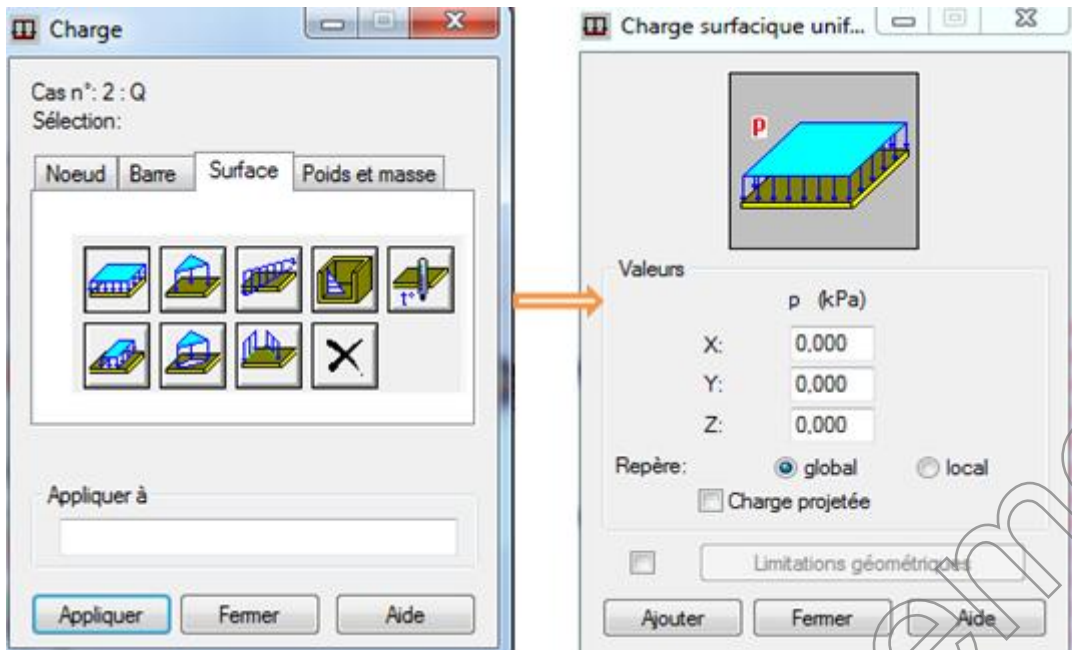 Charge
Cas n°: 2 : Q
Sélection:
Noeud Barre Surface Poids et masse
t°
Appliquer à
Appliquer Fermer Aide
Charge surfacique unif...
P
Valeurs
p (kPa)
X: 0,000
Y: 0,000
Z: 0,000
Repère: global local
Charge projetée
Limitations géométriques
Ajouter Fermer Aide